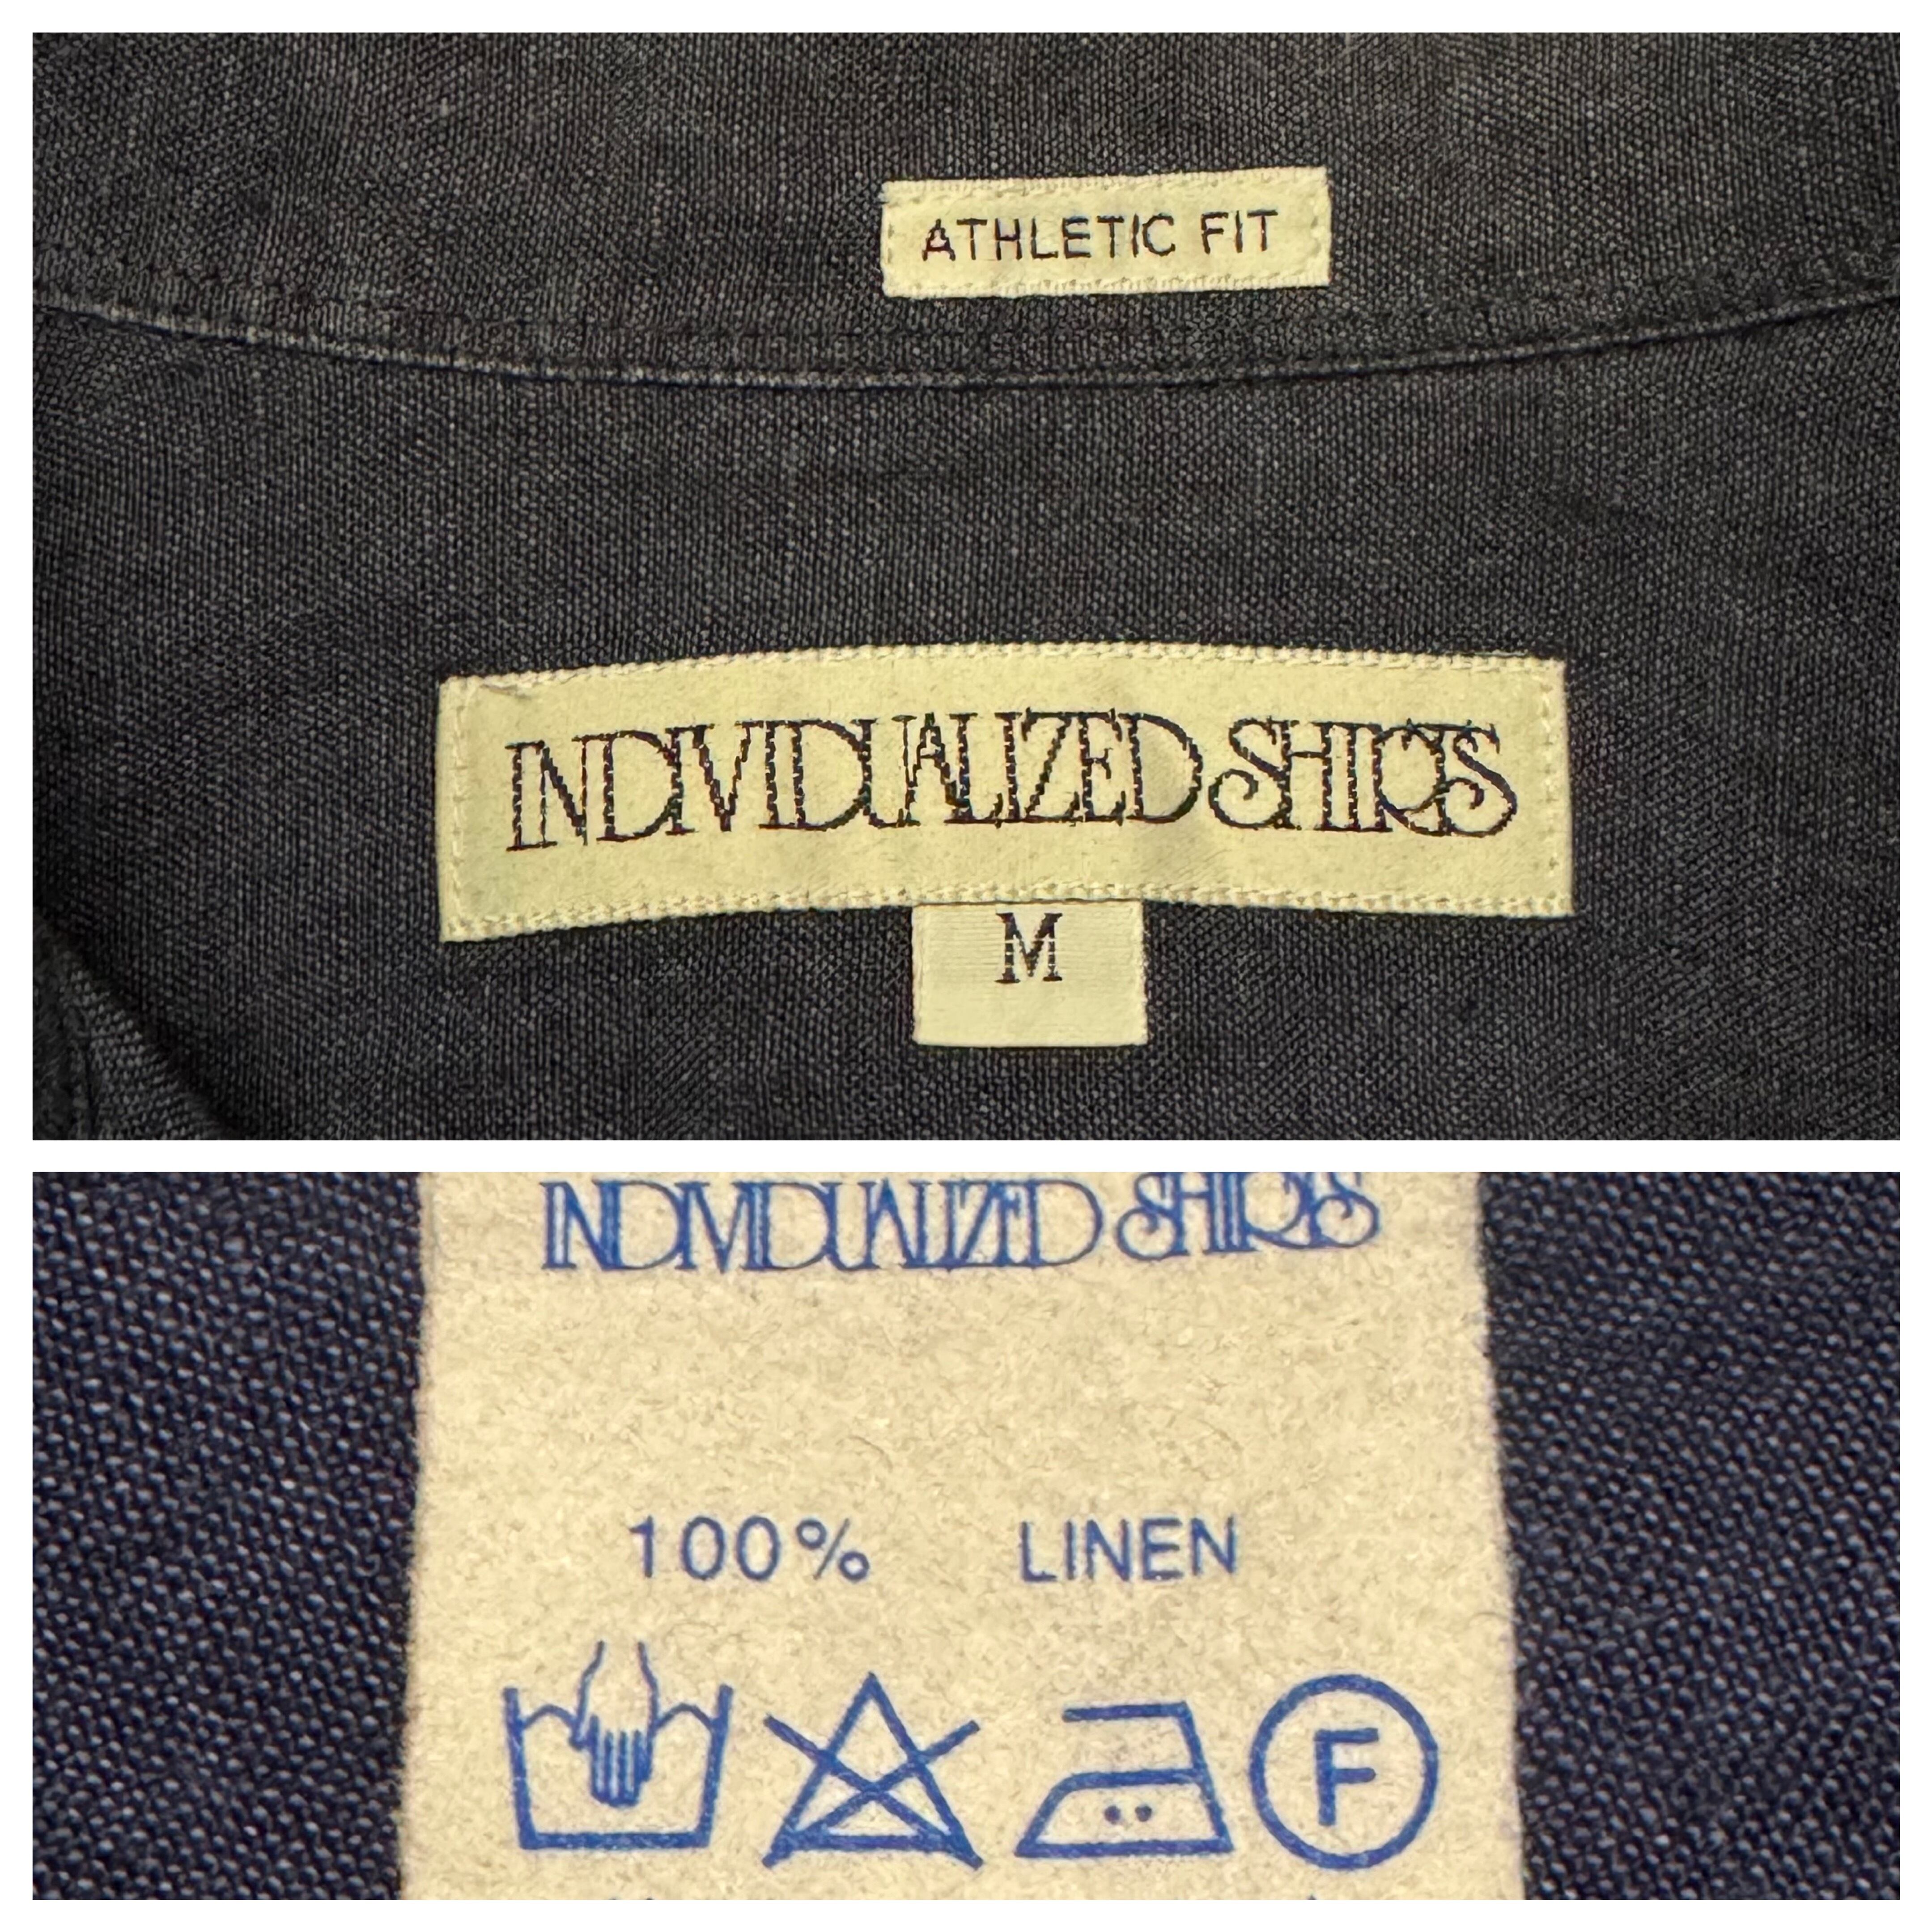 ATHLETIC FIT
INDIVIDUALIZED SHIRTS
M
INDIVIDUALIZED SHIRTS
100% LINEN
F